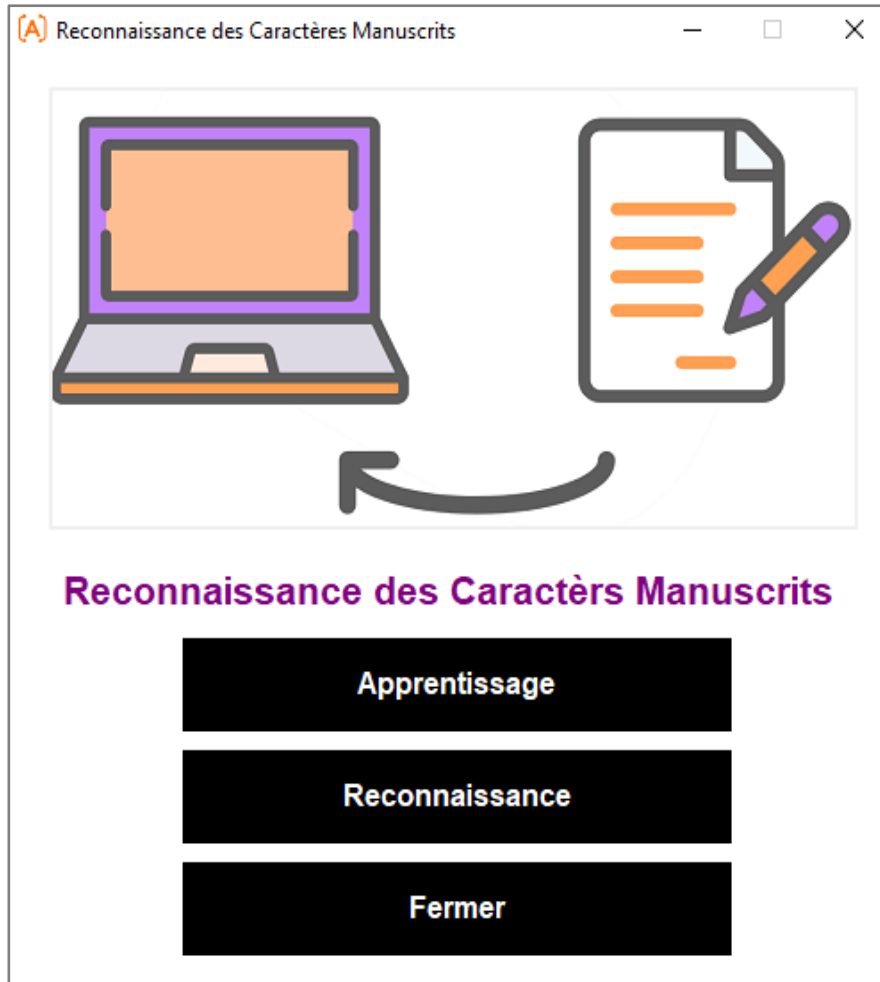 [A] Reconnaissance des Caractères Manuscrits
Reconnaissance des Caractèrs Manuscrits
Apprentissage
Reconnaissance
Fermer